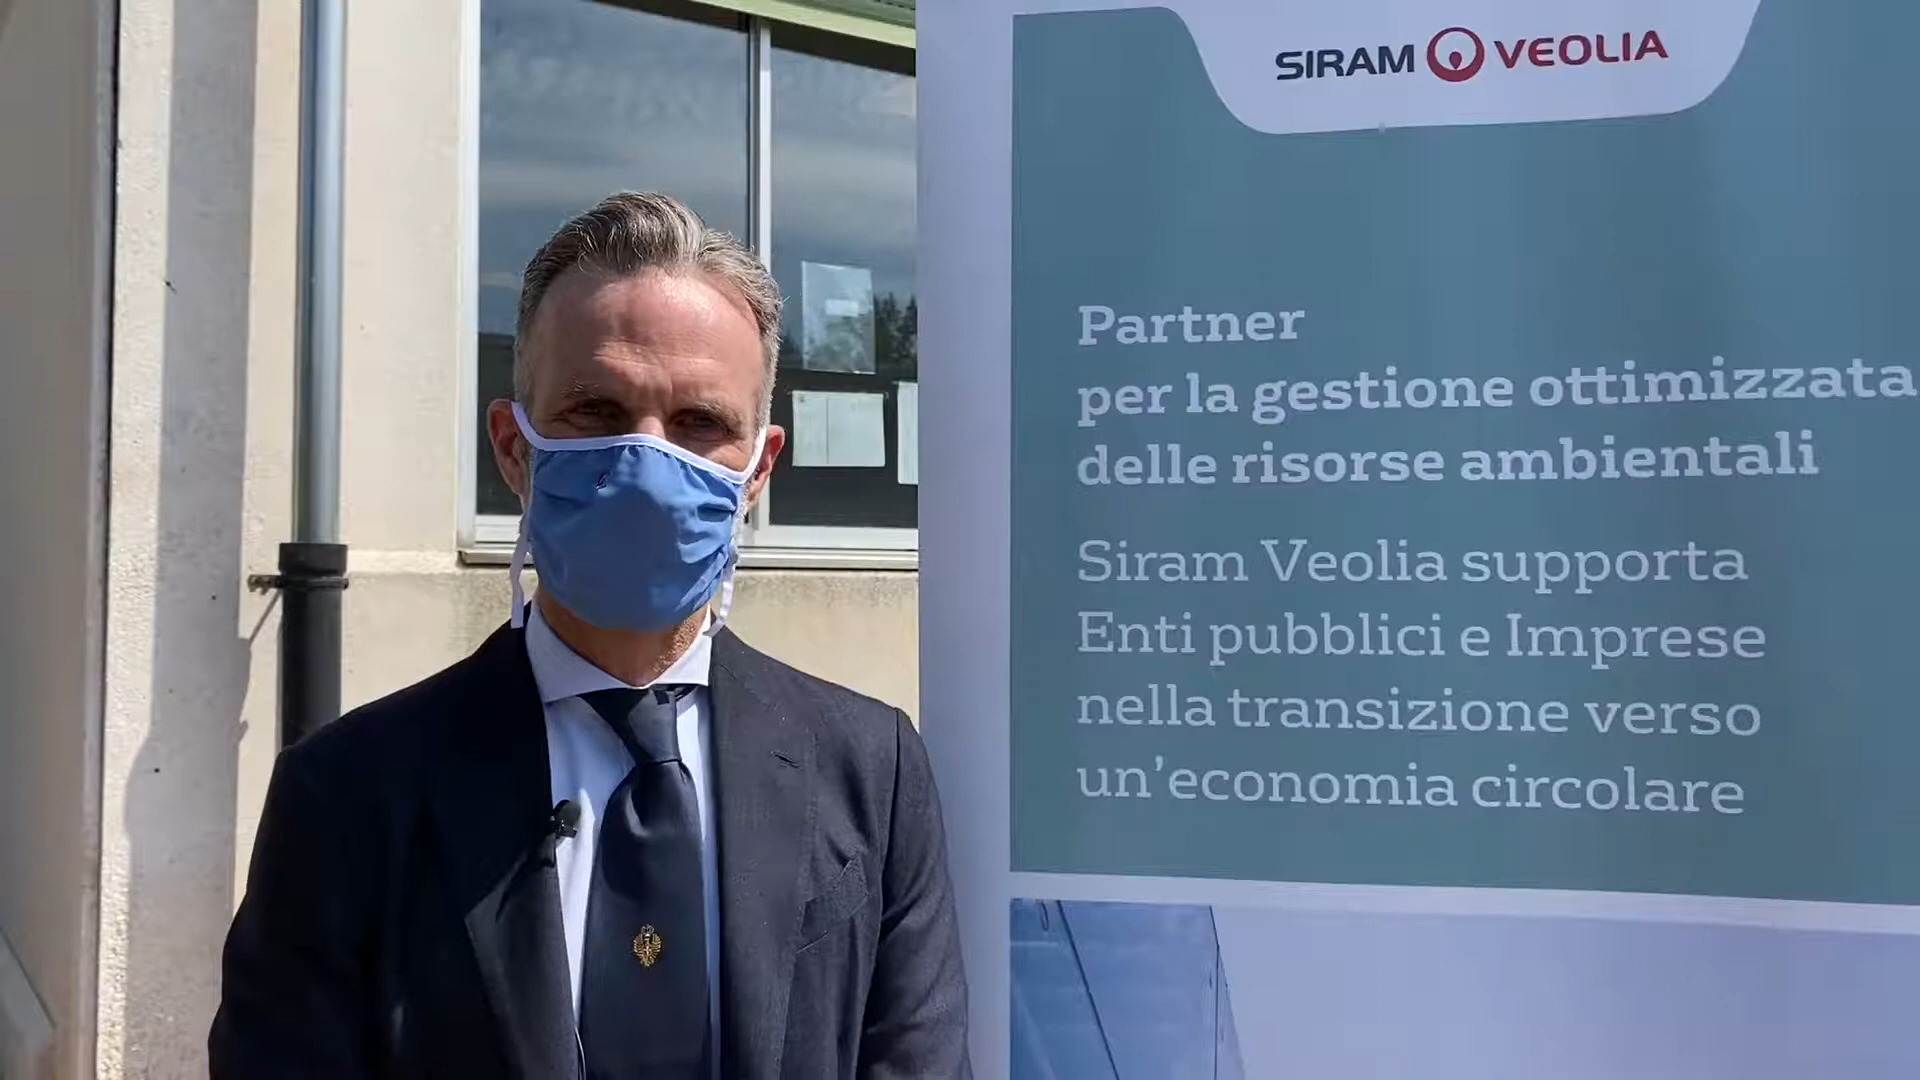 SIRAM VEOLIA
Partner
per la gestione ottimizzata
delle risorse ambientali
Siram Veolia supporta
Enti pubblici e Imprese
nella transizione verso
un'economia circolare